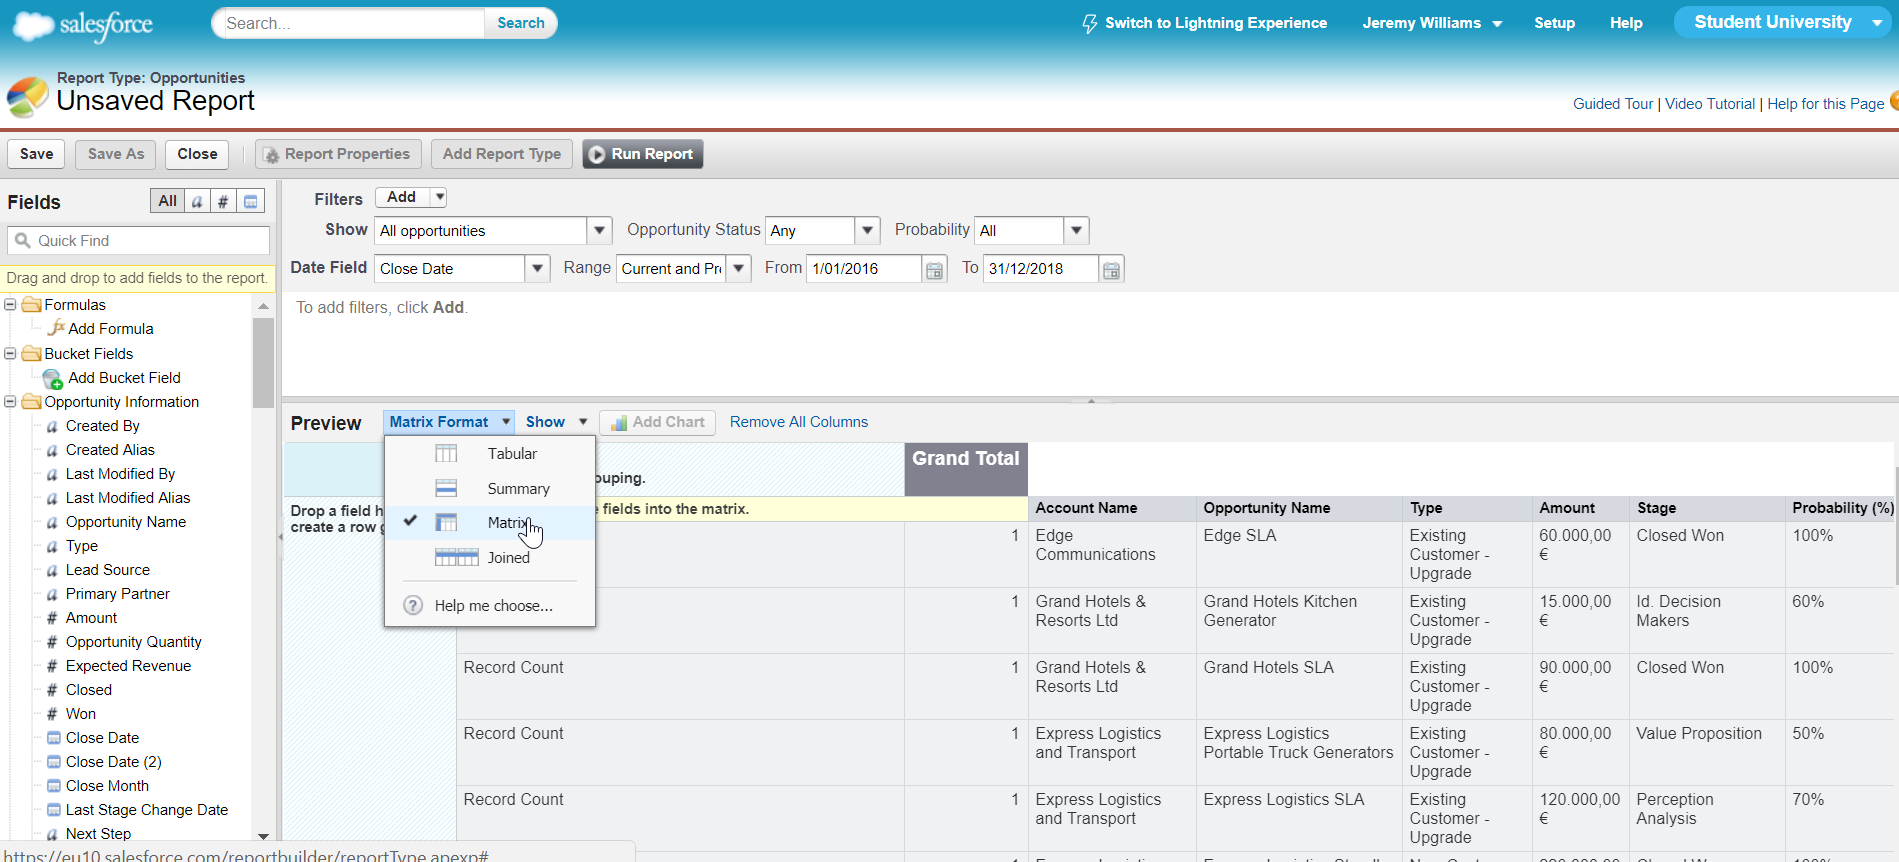 salesforce
Search...
Search
Switch to Lightning Experience
Jeremy Williams
Setup
Help
Student University
Report Type: Opportunities
Unsaved Report
Guided Tour | Video Tutorial | Help for this Page
Save
Save As
Close
Report Properties
Add Report Type
Run Report
Fields
All
a
#
Quick Find
Drag and drop to add fields to the report.
Formulas
fx Add Formula
Bucket Fields
Add Bucket Field
Opportunity Information
a Created By
a Created Alias
a Last Modified By
a Last Modified Alias
a Opportunity Name
a Type
a Lead Source
a Primary Partner
# Amount
# Opportunity Quantity
# Expected Revenue
# Closed
# Won
Close Date
Close Date (2)
Close Month
Last Stage Change Date
a Next Step
https://eu10.salesforce.com/reportbuilder/reportType.apexp#
Filters Add
Show All opportunities Opportunity Status Any Probability All
Date Field Close Date Range Current and Pr From 1/01/2016 To 31/12/2018
To add filters, click Add.
Preview Matrix Format Show Add Chart Remove All Columns
Tabular
Summary
Matrix
Joined
? Help me choose...
ouping.
Grand Total
Drop a field h
create a row g
e fields into the matrix.
Account Name Opportunity Name Type Amount Stage Probability (%)
1 Edge Communications Edge SLA Existing Customer - Upgrade 60.000,00 € Closed Won 100%
1 Grand Hotels & Resorts Ltd Grand Hotels Kitchen Generator Existing Customer - Upgrade 15.000,00 € Id. Decision Makers 60%
Record Count 1 Grand Hotels & Resorts Ltd Grand Hotels SLA Existing Customer - Upgrade 90.000,00 € Closed Won 100%
Record Count 1 Express Logistics and Transport Express Logistics Portable Truck Generators Existing Customer - Upgrade 80.000,00 € Value Proposition 50%
Record Count 1 Express Logistics and Transport Express Logistics SLA Existing Customer - Upgrade 120.000,00 € Perception Analysis 70%